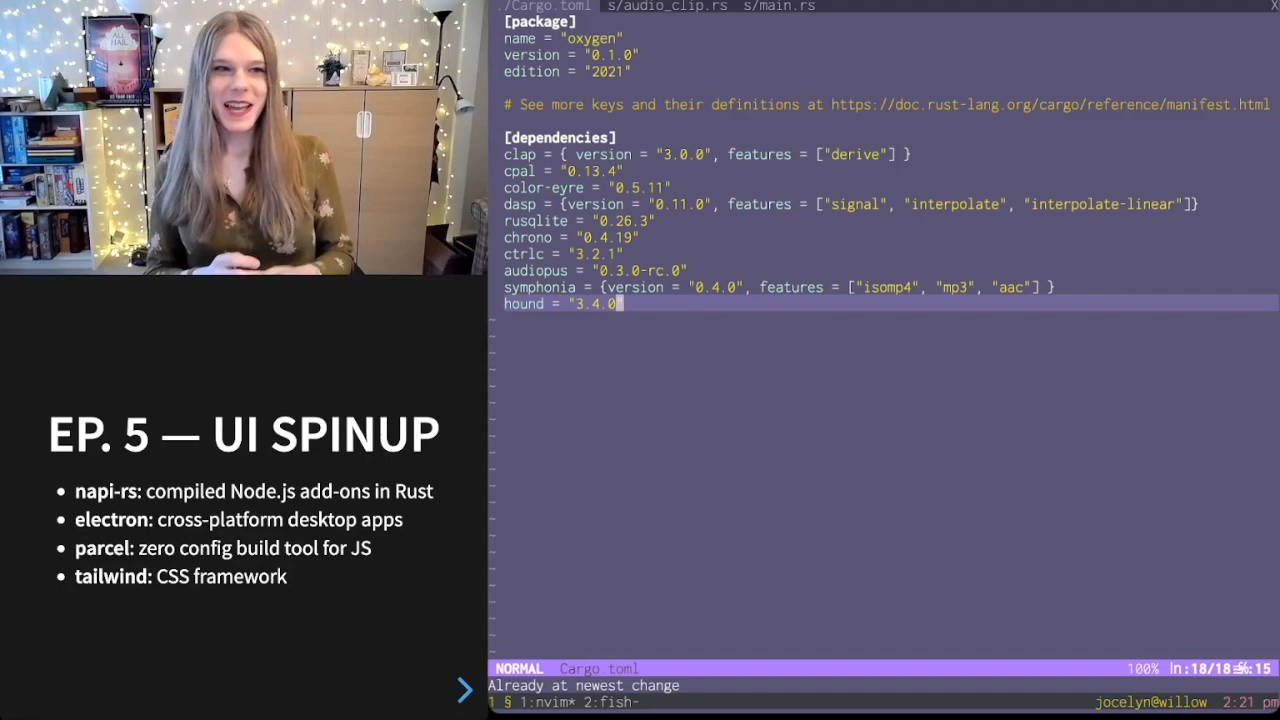 ALL HAIL
EP. 5 — UI SPINUP
• napi-rs: compiled Node.js add-ons in Rust
• electron: cross-platform desktop apps
• parcel: zero config build tool for JS
• tailwind: CSS framework
./Cargo.toml s/audio_clip.rs s/main.rs X
[package]
name = "oxygen"
version = "0.1.0"
edition = "2021"
# See more keys and their definitions at https://doc.rust-lang.org/cargo/reference/manifest.html
[dependencies]
clap = { version = "3.0.0", features = ["derive"] }
cpal = "0.13.4"
color-eyre = "0.5.11"
dasp = {version = "0.11.0", features = ["signal", "interpolate", "interpolate-linear"]}
rusqlite = "0.26.3"
chrono = "0.4.19"
ctrlc = "3.2.1"
audiopus = "0.3.0-rc.0"
symphonia = {version = "0.4.0", features = ["isomp4", "mp3", "aac"] }
hound = "3.4.0"
NORMAL Cargo.toml 100% ln:18/18≡℅:15
Already at newest change
1 § 1:nvim* 2:fish- jocelyn@willow 2:21 pm